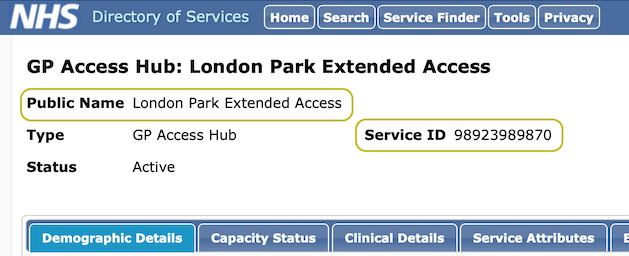 NHS Directory of Services Home Search Service Finder Tools Privacy
GP Access Hub: London Park Extended Access
Public Name London Park Extended Access
Type GP Access Hub Service ID 98923989870
Status Active
Demographic Details Capacity Status Clinical Details Service Attributes